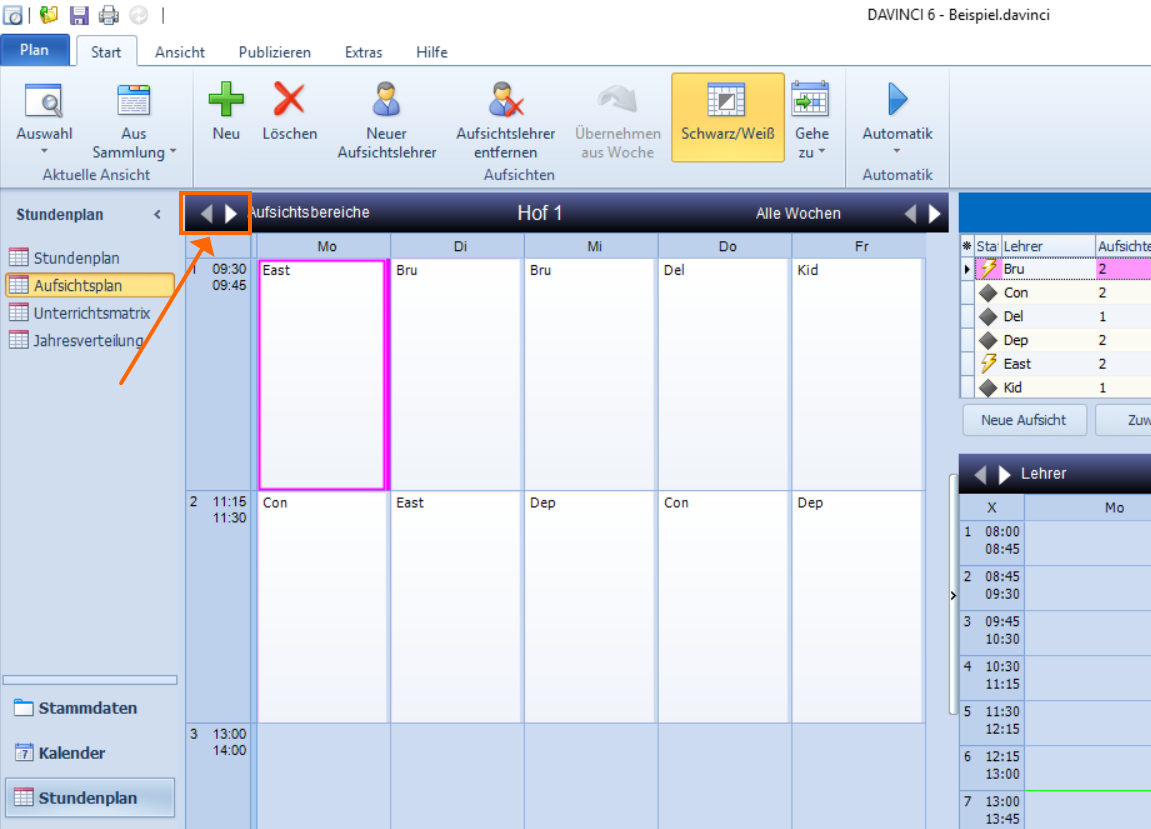 DAVINCI 6 - Beispiel.davinci
Plan Start Ansicht Publizieren Extras Hilfe
Auswahl
Aus
Sammlung
Aktuelle Ansicht
Neu
Löschen
Neuer
Aufsichtslehrer
Aufsichtslehrer
entfernen
Übernehmen
aus Woche
Schwarz/Weiß
Gehe
zu
Aufsichten
Automatik
Automatik
Stundenplan
Stundenplan
Aufsichtsplan
Unterrichtsmatrix
Jahresverteilung
Stammdaten
7 Kalender
Stundenplan
Aufsichtsbereiche Hof 1 Alle Wochen
Mo Di Mi Do Fr
1 09:30 East Bru Bru Del Kid
09:45
2 11:15 Con East Dep Con Dep
11:30
3 13:00
14:00
Sta Lehrer Aufsichte
Bru 2
Con 2
Del 1
Dep 2
East 2
Kid 1
Neue Aufsicht Zuw
Lehrer
X Mo
1 08:00
08:45
2 08:45
09:30
3 09:45
10:30
4 10:30
11:15
5 11:30
12:15
6 12:15
13:00
7 13:00
13:45